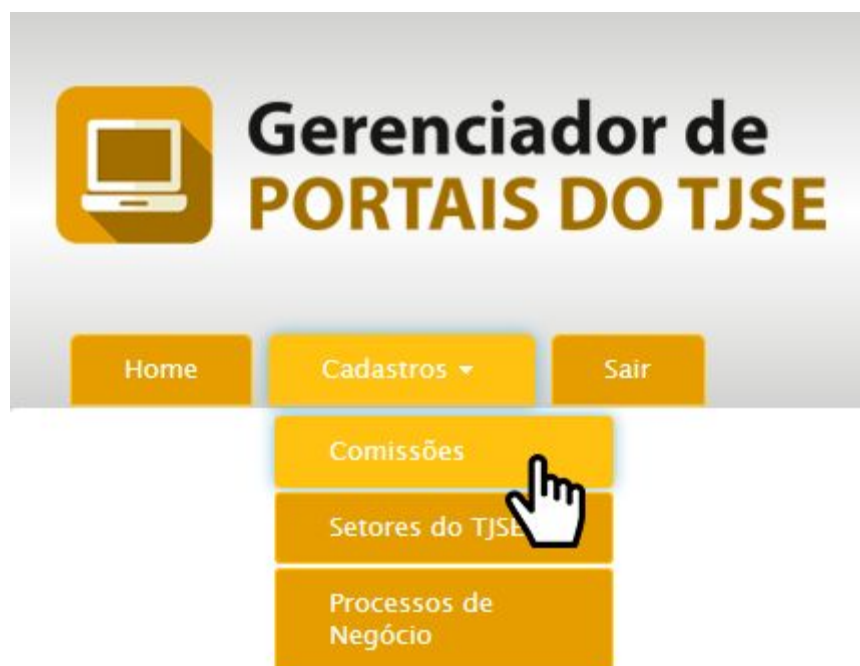 Gerenciador de
PORTAIS DO TJSE
Home
Cadastros
Sair
Comissões
Setores do TJSE
Processos de
Negócio